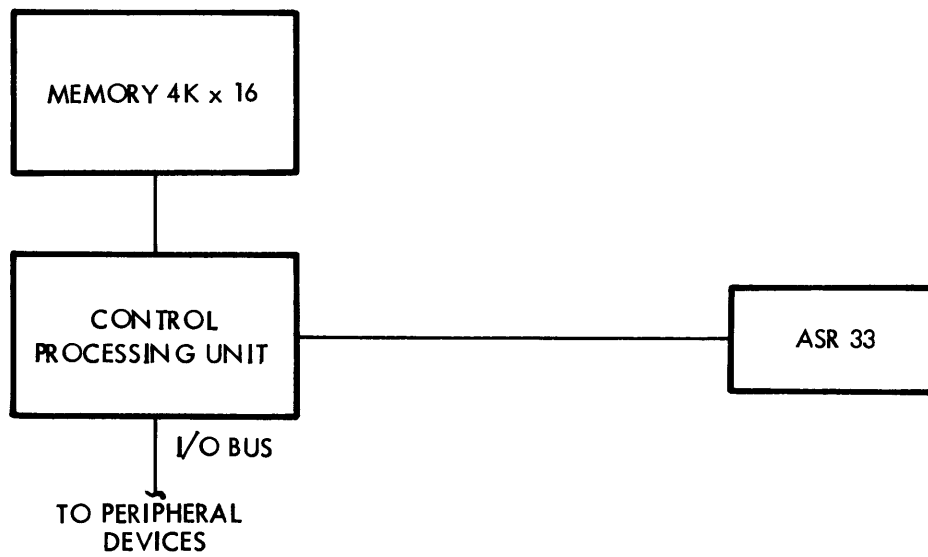 MEMORY 4K x 16
CONTROL
PROCESSING UNIT
ASR 33
I/O BUS
TO PERIPHERAL
DEVICES